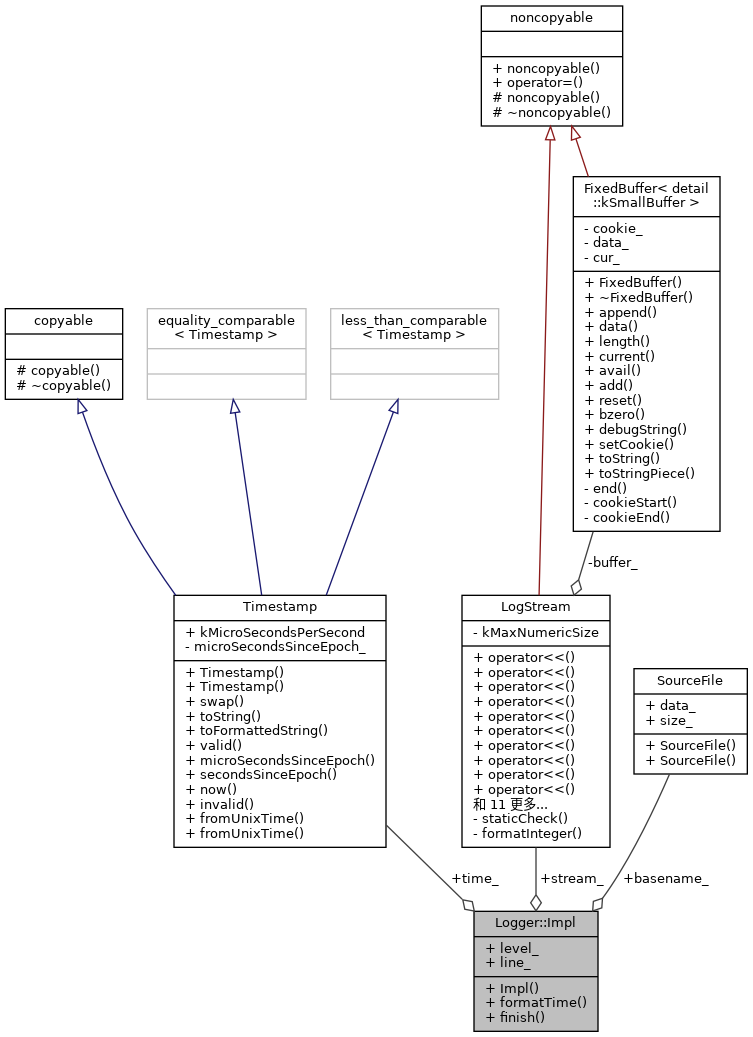 noncopyable
+ noncopyable()
+ operator=()
# noncopyable()
# ~noncopyable()
FixedBuffer< detail
::kSmallBuffer >
- cookie_
- data_
- cur_
+ FixedBuffer()
+ ~FixedBuffer()
+ append()
+ data()
+ length()
+ current()
+ avail()
+ add()
+ reset()
+ bzero()
+ debugString()
+ setCookie()
+ toString()
+ toStringPiece()
- end()
- cookieStart()
- cookieEnd()
copyable
# copyable()
# ~copyable()
equality_comparable
< Timestamp >
less_than_comparable
< Timestamp >
-buffer_
Timestamp
+ kMicroSecondsPerSecond
- microSecondsSinceEpoch_
+ Timestamp()
+ Timestamp()
+ swap()
+ toString()
+ toFormattedString()
+ valid()
+ microSecondsSinceEpoch()
+ secondsSinceEpoch()
+ now()
+ invalid()
+ fromUnixTime()
+ fromUnixTime()
LogStream
- kMaxNumericSize
+ operator<<()
+ operator<<()
+ operator<<()
+ operator<<()
+ operator<<()
+ operator<<()
+ operator<<()
+ operator<<()
+ operator<<()
+ operator<<()
和 11 更多...
- staticCheck()
- formatInteger()
SourceFile
+ data_
+ size_
+ SourceFile()
+ SourceFile()
+time_
+stream_
+basename_
Logger::Impl
+ level_
+ line_
+ Impl()
+ formatTime()
+ finish()